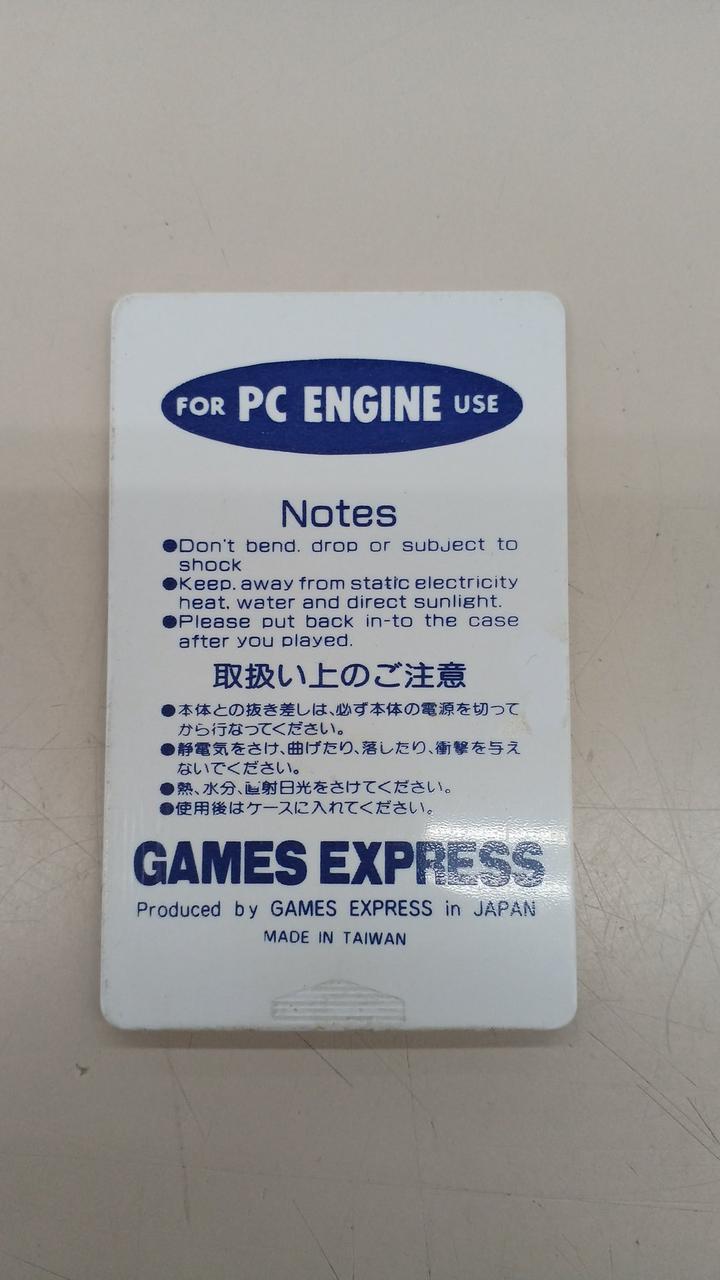 FOR PC ENGINE USE
Notes
●Don't bend. drop or subject to
shock
●Keep. away from static electricity
heat, water and direct sunlight.
●Please put back in-to the case
after you played.
取扱い上のご注意
●本体との抜き差しは、必ず本体の電源を切って
から行なってください。
●静電気をさけ、曲げたり、落したり、衝撃を与え
ないでください。
●熱、水分、直射日光をさけてください。
●使用後はケースに入れてください。
GAMES EXPRESS
Produced by GAMES EXPRESS in JAPAN
MADE IN TAIWAN